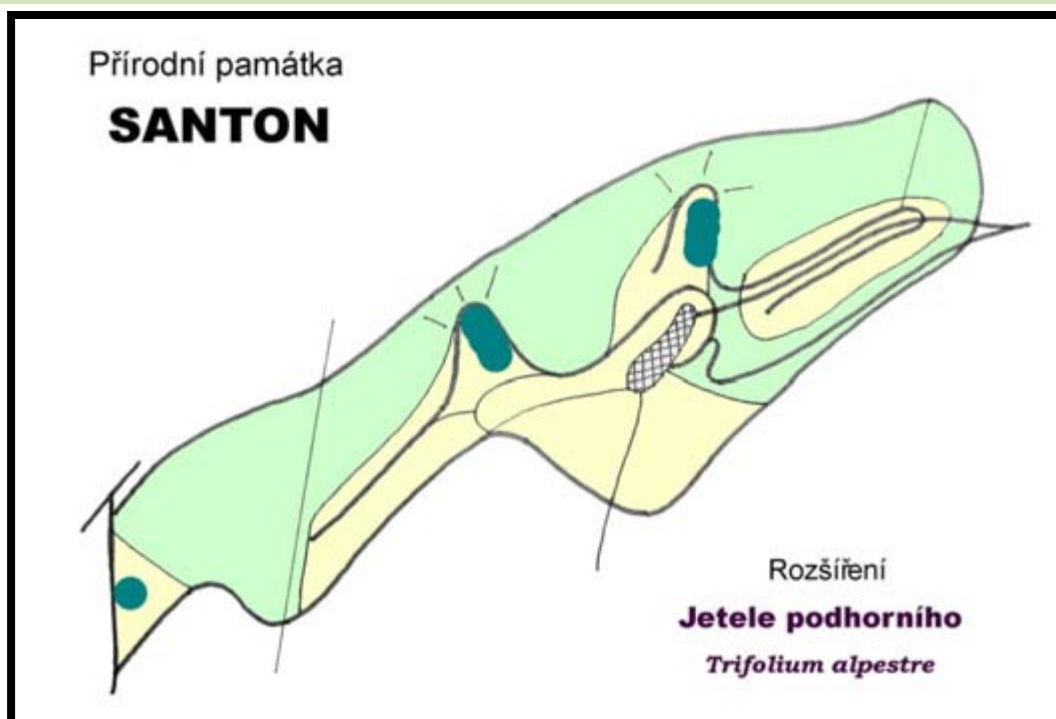 Přírodní památka
SANTON
Rozšíření
Jetele podhorního
Trifolium alpestre